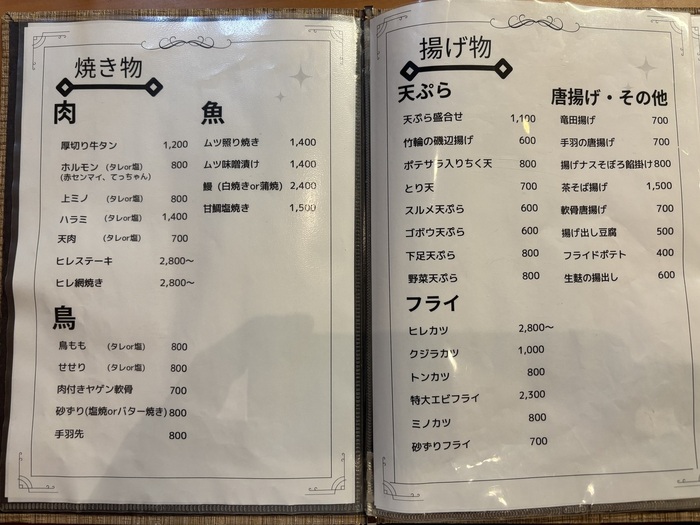 焼き物
肉
厚切り牛タン 1,200
ホルモン (タレor塩) 800
(赤センマイ、てっちゃん)
上ミノ (タレor塩) 800
ハラミ (タレor塩) 1,400
天肉 (タレor塩) 700
ヒレステーキ 2,800〜
ヒレ網焼き 2,800〜
鳥
鳥もも (タレor塩) 800
せせり (タレor塩) 800
肉付きヤゲン軟骨 700
砂ずり(塩焼orバター焼き) 800
手羽先 800
魚
ムツ照り焼き 1,400
ムツ味噌漬け 1,400
鰻 (白焼きor蒲焼) 2,400
甘鯛塩焼き 1,500
揚げ物
天ぷら
天ぷら盛合せ 1,100
竹輪の磯辺揚げ 600
ポテサラ入りちく天 800
とり天 700
スルメ天ぷら 600
ゴボウ天ぷら 600
下足天ぷら 800
野菜天ぷら 800
フライ
ヒレカツ 2,800〜
クジラカツ 1,000
トンカツ 800
特大エビフライ 2,300
ミノカツ 800
砂ずりフライ 700
唐揚げ・その他
竜田揚げ 700
手羽の唐揚げ 700
揚げナスそぼろ餡掛け 800
茶そば揚げ 1,500
軟骨唐揚げ 700
揚げ出し豆腐 500
フライドポテト 400
生麩の揚出し 600